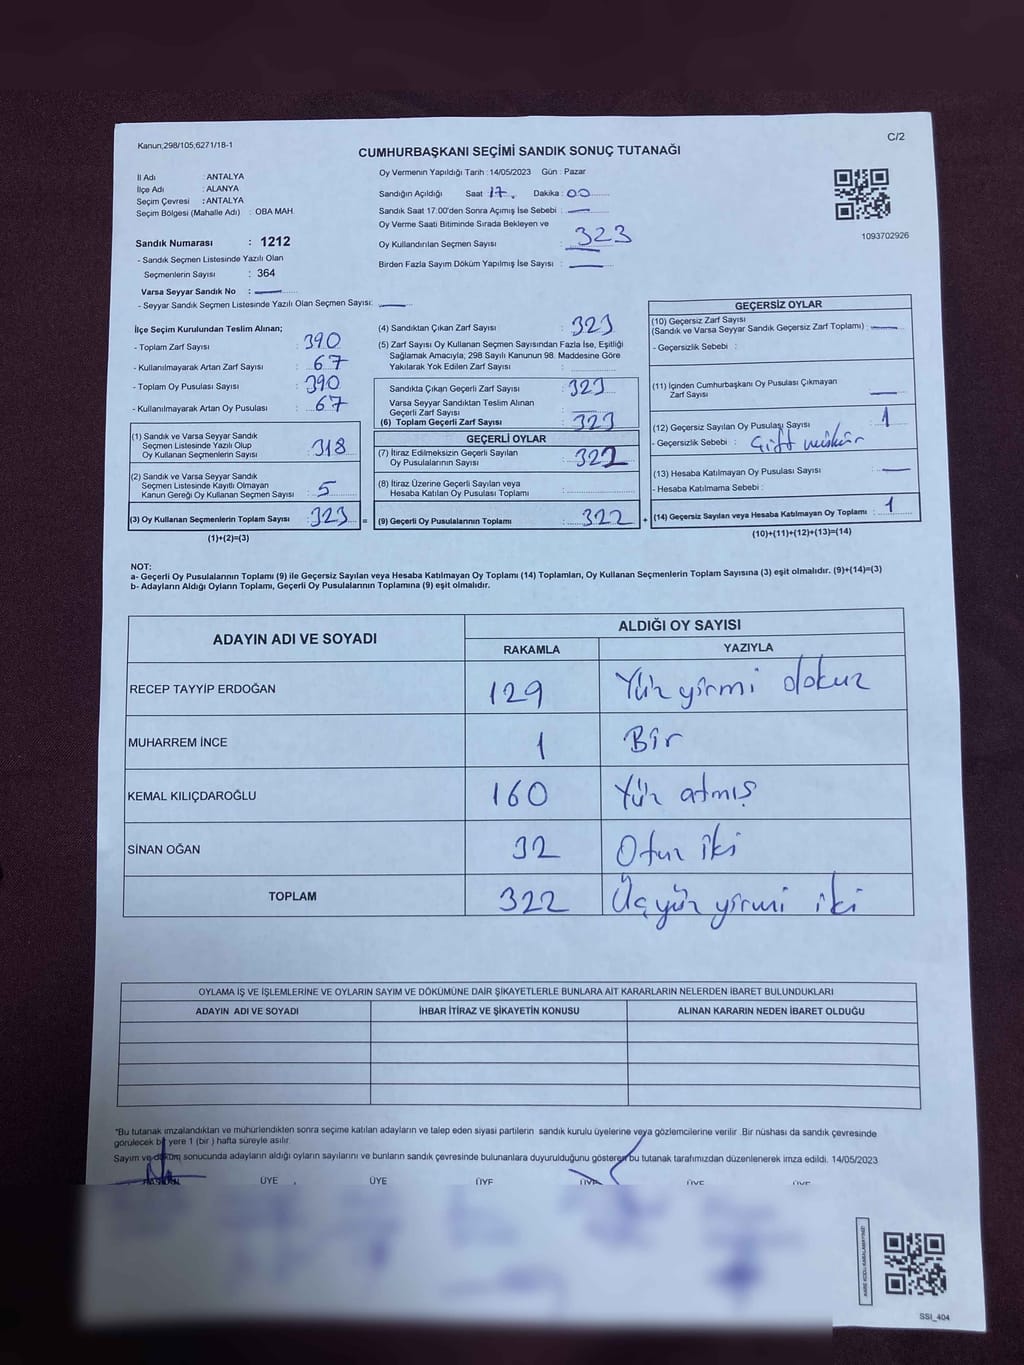 Kanun,298/105,6271/18-1
C/2
CUMHURBAŞKANI SEÇİMİ SANDIK SONUÇ TUTANAĞI
İl Adı : ANTALYA
İlçe Adı : ALANYA
Seçim Çevresi : ANTALYA
Seçim Bölgesi (Mahalle Adı) : OBA MAH.
Sandık Numarası : 1212
- Sandık Seçmen Listesinde Yazılı Olan
Seçmenlerin Sayısı : 364
Varsa Seyyar Sandık No :
- Seyyar Sandık Seçmen Listesinde Yazılı Olan Seçmen Sayısı:
Oy Vermenin Yapıldığı Tarih : 14/05/2023 Gün : Pazar
Sandığın Açıldığı Saat : 17. Dakika : 00
Sandık Saat 17:00'den Sonra Açılmış İse Sebebi :
Oy Verme Saati Bitiminde Sırada Bekleyen ve
Oy Kullandırılan Seçmen Sayısı : 323
Birden Fazla Sayım Döküm Yapılmış İse Sayısı :
1093702926
İlçe Seçim Kurulundan Teslim Alınan;
- Toplam Zarf Sayısı : 390
- Kullanılmayarak Artan Zarf Sayısı : 67
- Toplam Oy Pusulası Sayısı : 390
- Kullanılmayarak Artan Oy Pusulası : 67
(1) Sandık ve Varsa Seyyar Sandık
Seçmen Listesinde Yazılı Olup
Oy Kullanan Seçmenlerin Sayısı : 318
(2) Sandık ve Varsa Seyyar Sandık
Seçmen Listesinde Kayıtlı Olmayan
Kanun Gereği Oy Kullanan Seçmen Sayısı : 5
(3) Oy Kullanan Seçmenlerin Toplam Sayısı : 323 =
(1)+(2)=(3)
(4) Sandıktan Çıkan Zarf Sayısı : 323
(5) Zarf Sayısı Oy Kullanan Seçmen Sayısından Fazla İse, Eşitliği
Sağlamak Amacıyla, 298 Sayılı Kanunun 98. Maddesine Göre
Yakılarak Yok Edilen Zarf Sayısı :
Sandıkta Çıkan Geçerli Zarf Sayısı : 323
Varsa Seyyar Sandıktan Teslim Alınan
Geçerli Zarf Sayısı :
(6) Toplam Geçerli Zarf Sayısı : 323
GEÇERLİ OYLAR
(7) İtiraz Edilmeksizin Geçerli Sayılan
Oy Pusulalarının Sayısı : 322
(8) İtiraz Üzerine Geçerli Sayılan veya
Hesaba Katılan Oy Pusulası Toplamı :
(9) Geçerli Oy Pusulalarının Toplamı : 322 +
GEÇERSİZ OYLAR
(10) Geçersiz Zarf Sayısı
(Sandık ve Varsa Seyyar Sandık Geçersiz Zarf Toplamı) :
- Geçersizlik Sebebi :
(11) İçinden Cumhurbaşkanı Oy Pusulası Çıkmayan
Zarf Sayısı
(12) Geçersiz Sayılan Oy Pusulası Sayısı : 1
- Geçersizlik Sebebi : Çift mühür
(13) Hesaba Katılmayan Oy Pusulası Sayısı :
- Hesaba Katılmama Sebebi :
(14) Geçersiz Sayılan veya Hesaba Katılmayan Oy Toplamı : 1
(10)+(11)+(12)+(13)=(14)
NOT:
a- Geçerli Oy Pusulalarının Toplamı (9) ile Geçersiz Sayılan veya Hesaba Katılmayan Oy Toplamı (14) Toplamları, Oy Kullanan Seçmenlerin Toplam Sayısına (3) eşit olmalıdır. (9)+(14)=(3)
b- Adayların Aldığı Oyların Toplamı, Geçerli Oy Pusulalarının Toplamına (9) eşit olmalıdır.
ADAYIN ADI VE SOYADI ALDIĞI OY SAYISI
RAKAMLA YAZIYLA
RECEP TAYYİP ERDOĞAN 129 Yüz yirmi dokuz
MUHARREM İNCE 1 Bir
KEMAL KILIÇDAROĞLU 160 Yüz atmış
SİNAN OĞAN 32 Otuz iki
TOPLAM 322 Üç yüz yirmi iki
OYLAMA İŞ VE İŞLEMLERİNE VE OYLARIN SAYIM VE DÖKÜMÜNE DAİR ŞİKAYETLERLE BUNLARA AİT KARARLARIN NELERDEN İBARET BULUNDUKLARI
ADAYIN ADI VE SOYADI İHBAR İTİRAZ VE ŞİKAYETİN KONUSU ALINAN KARARIN NEDEN İBARET OLDUĞU
*Bu tutanak imzalandıktan ve mühürlendikten sonra seçime katılan adayların ve talep eden siyasi partilerin sandık kurulu üyelerine veya gözlemcilerine verilir .Bir nüshası da sandık çevresinde
görülecek bir yere 1 (bir ) hafta süreyle asılır.
Sayım ve döküm sonucunda adayların aldığı oyların sayılarını ve bunların sandık çevresinde bulunanlara duyurulduğunu gösteren bu tutanak tarafımızdan düzenlenerek imza edildi. 14/05/2023
BAŞKAN ÜYE ÜYE ÜYE ÜYE ÜYE ÜYE
SSI_404